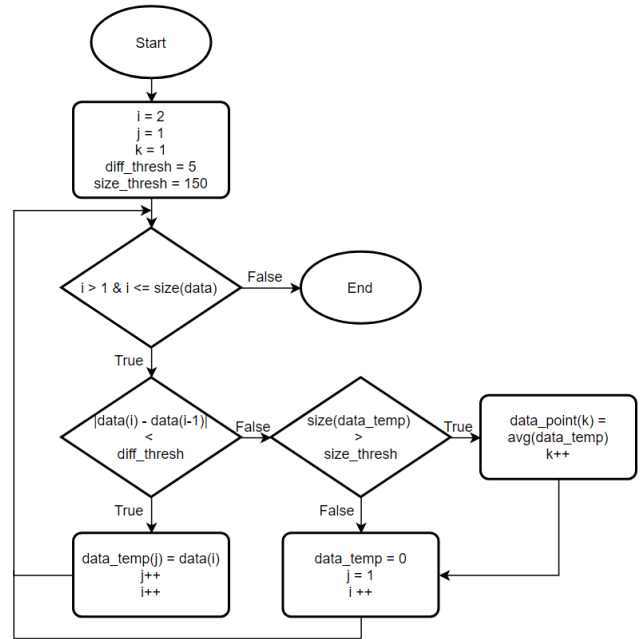 Start
i = 2
j = 1
k = 1
diff_thresh = 5
size_thresh = 150
i > 1 & i <= size(data)
False
End
True
|data(i) - data(i-1)|
<
diff_thresh
False
size(data_temp)
>
size_thresh
True
data_point(k) =
avg(data_temp)
k++
True
False
data_temp(j) = data(i)
j++
i++
data_temp = 0
j = 1
i ++